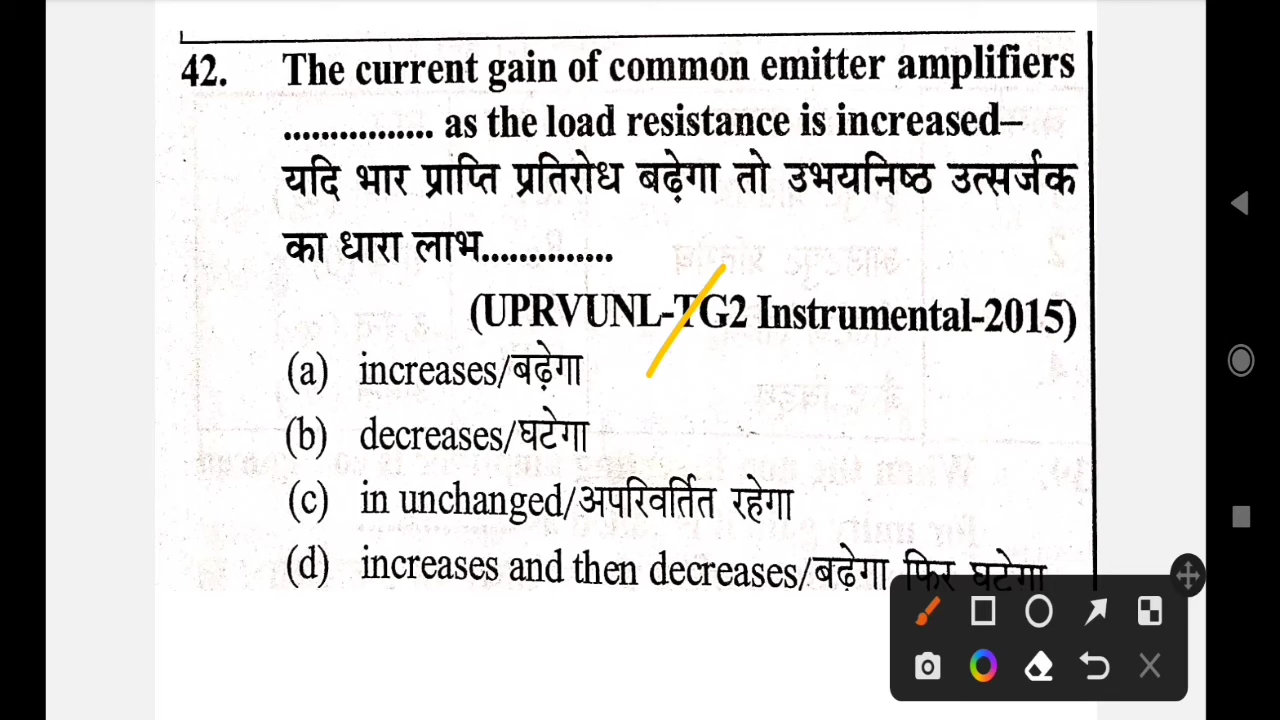 42. The current gain of common emitter amplifiers
................ as the load resistance is increased–
यदि भार प्राप्ति प्रतिरोध बढ़ेगा तो उभयनिष्ठ उत्सर्जक
का धारा लाभ..............
(UPRVUNL-TG2 Instrumental-2015)
(a) increases/बढ़ेगा
(b) decreases/घटेगा
(c) in unchanged/अपरिवर्तित रहेगा
(d) increases and then decreases/बढ़ेगा फिर घटेगा